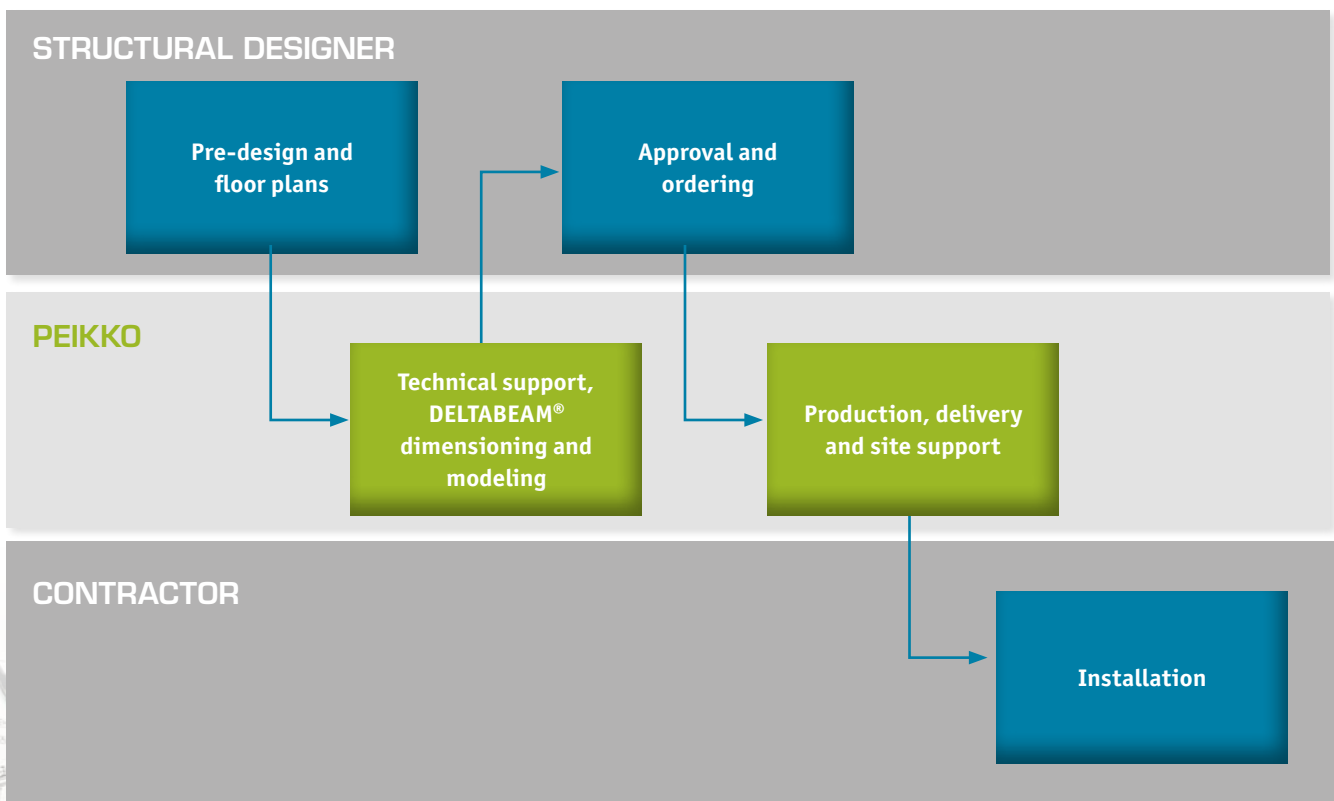 STRUCTURAL DESIGNER
Pre-design and
floor plans
Approval and
ordering
PEIKKO
Technical support,
DELTABEAM®
dimensioning and
modeling
Production, delivery
and site support
CONTRACTOR
Installation